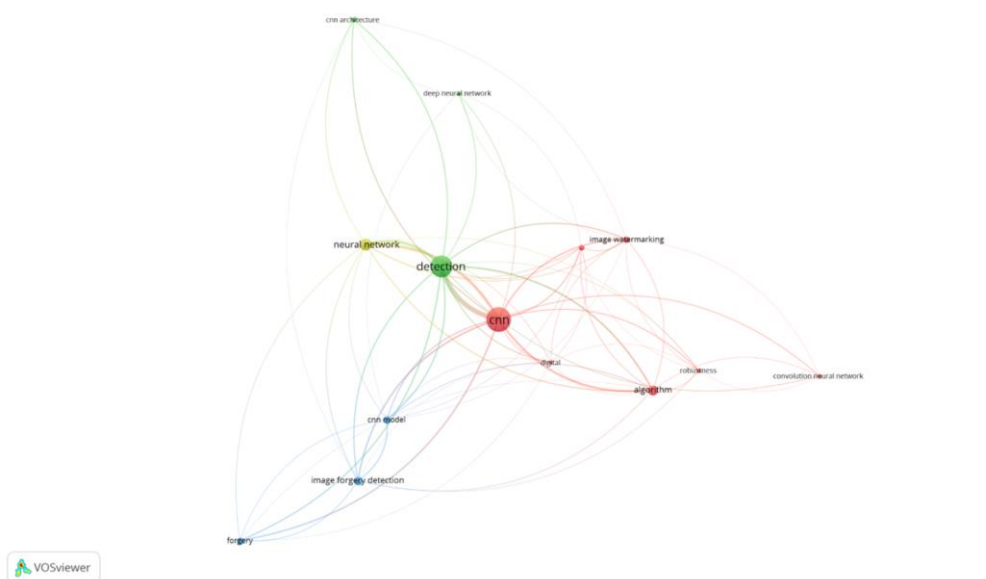 cnn architecture
deep neural network
image watermarking
neural network
detection
cnn
digital
robustness
convolution neural network
algorithm
cnn model
image forgery detection
forgery
VOSviewer